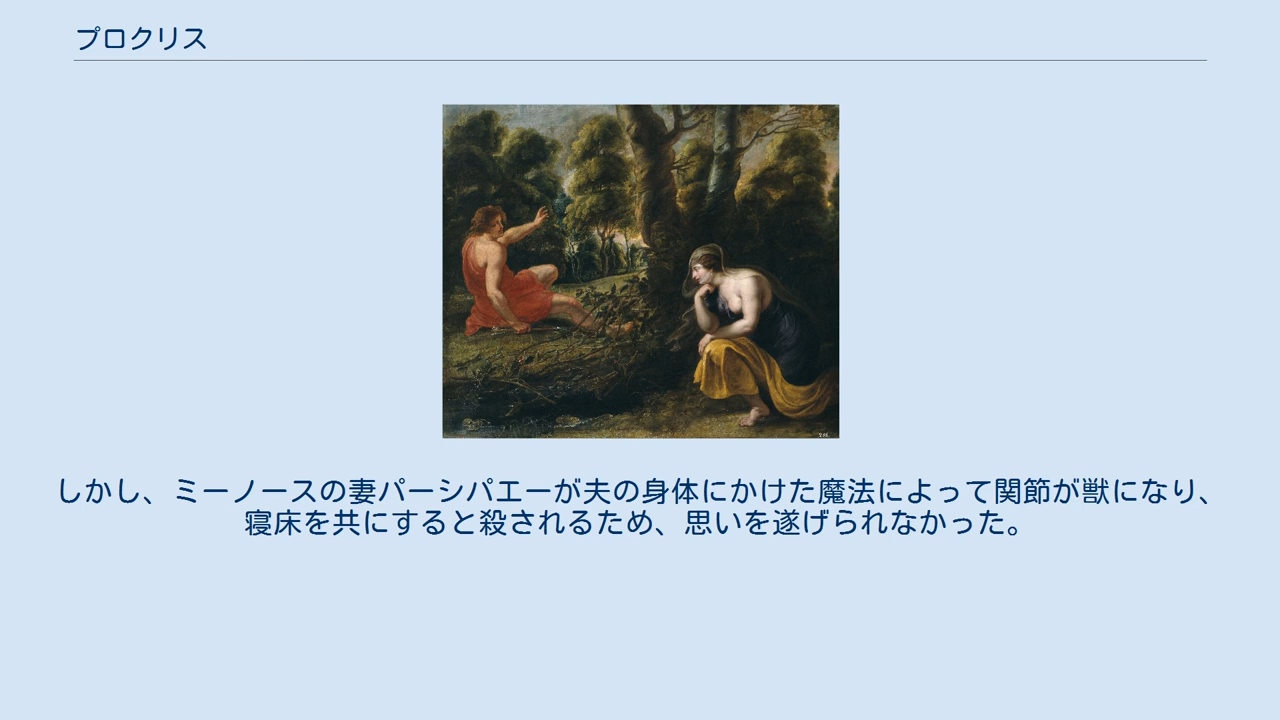 プロクリス
しかし、ミーノースの妻パーシパエーが夫の身体にかけた魔法によって関節が獣になり、
寝床を共にすると殺されるため、思いを遂げられなかった。